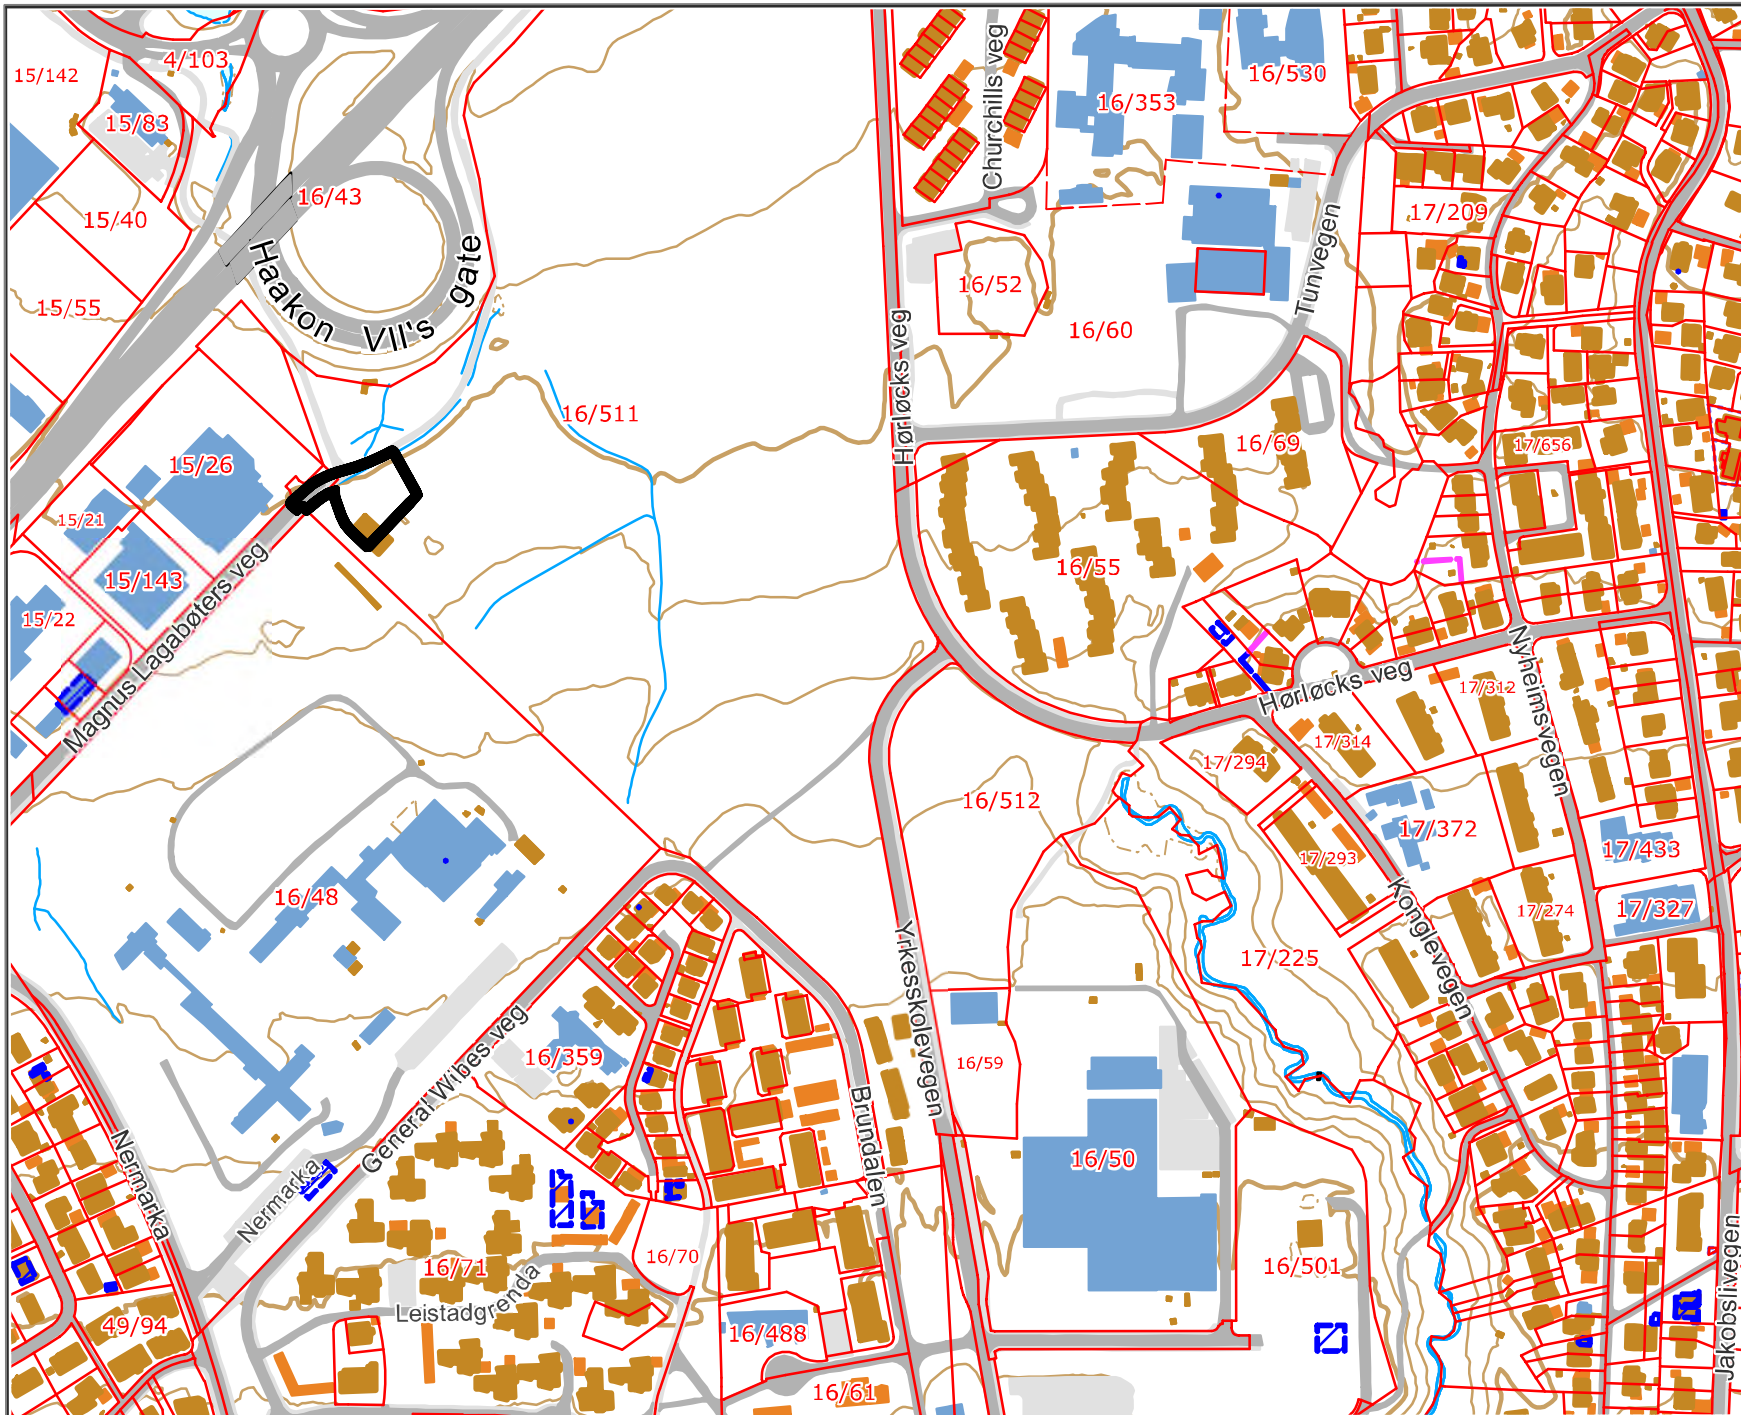 4/103
15/142
15/83
16/43
15/40
15/55
Haakon VII's gate
Churchills veg
16/353
16/530
17/209
16/52
16/60
Tunvegen
Hørløcks veg
16/511
16/69
17/656
15/26
15/21
15/143
15/22
Magnus Lagabøters veg
16/55
Hørløcks veg
Nyheimsvegen
17/312
17/314
17/294
16/512
17/372
17/433
17/293
17/274
17/327
16/48
17/225
Konglevegen
Yrkesskolevegen
16/359
16/59
General Wibes veg
Brundalen
Nermarka
Nermarka
16/50
16/70
16/71
16/501
Leistadgrenda
49/94
16/488
16/61
Jakobslivegen